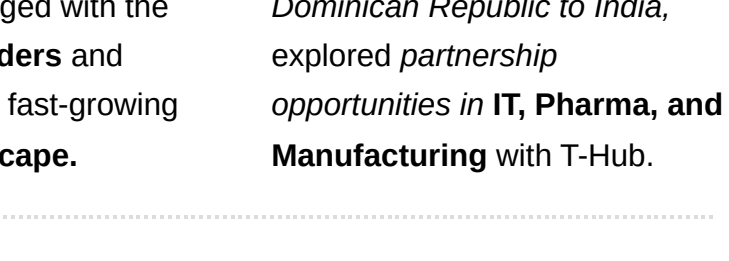 ged with the
ders and
fast-growing
cape.
Dominican Republic to India,
explored partnership
opportunities in IT, Pharma, and
Manufacturing with T-Hub.